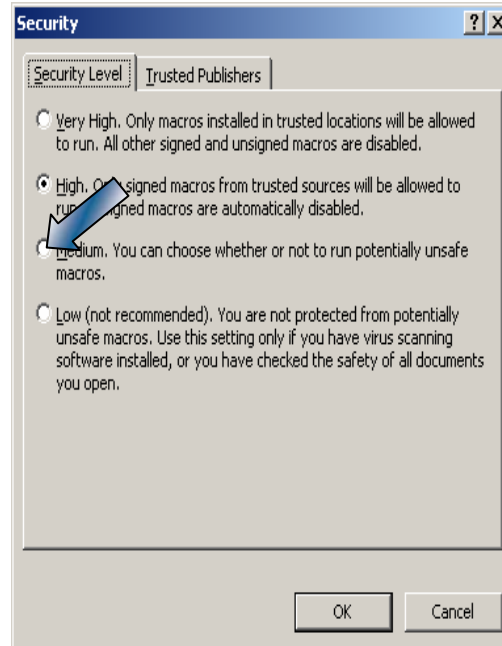 Security
Security Level
Trusted Publishers
Very High. Only macros installed in trusted locations will be allowed
to run. All other signed and unsigned macros are disabled.
High. signed macros from trusted sources will be allowed to
macros are automatically disabled.
Medium. You can choose whether or not to run potentially unsafe
macros.
Low (not recommended). You are not protected from potentially
unsafe macros. Use this setting only if you have virus scanning
software installed, or you have checked the safety of all documents
you open.
OK
Cancel